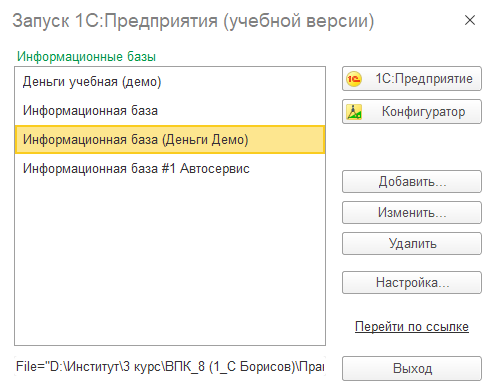 Запуск 1С:Предприятия (учебной версии)
Информационные базы
Деньги учебная (демо)
Информационная база
Информационная база (Деньги Демо)
Информационная база #1 Автосервис
1С:Предприятие
Конфигуратор
Добавить...
Изменить...
Удалить
Настройка...
Перейти по ссылке
File="D:\Институт\3 курс\ВПК_8 (1_С Борисов)\Прак
Выход